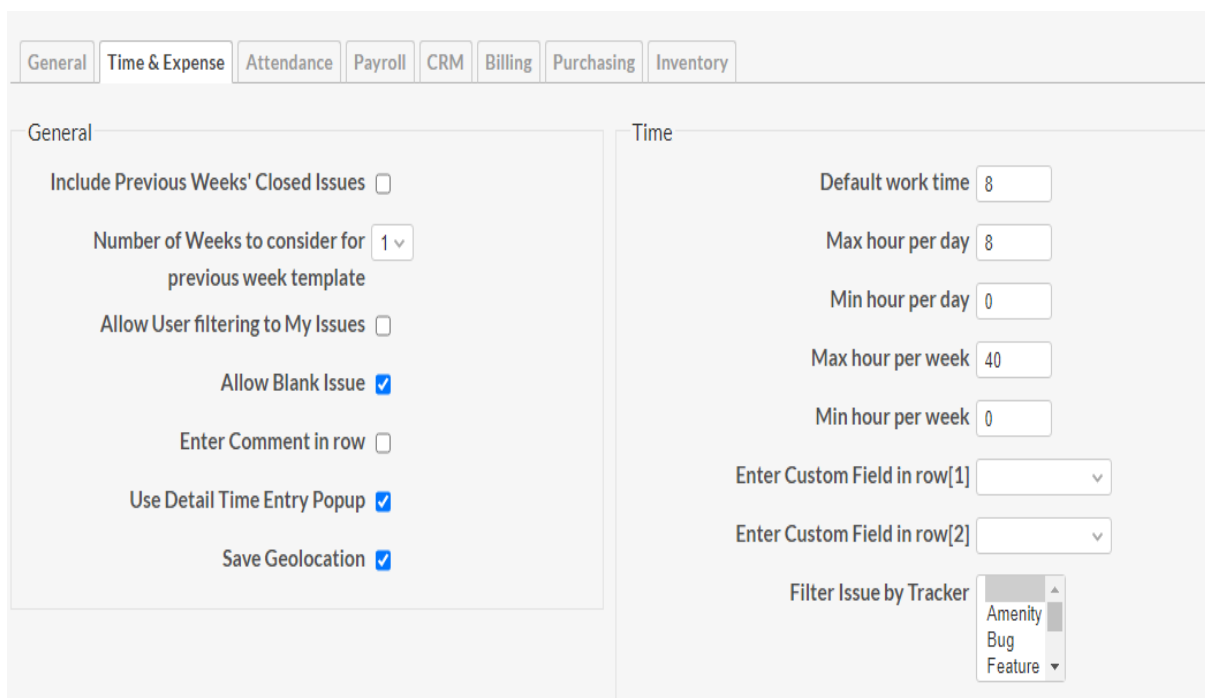 General Time & Expense Attendance Payroll CRM Billing Purchasing Inventory
General
Include Previous Weeks' Closed Issues
Number of Weeks to consider for 1
previous week template
Allow User filtering to My Issues
Allow Blank Issue
Enter Comment in row
Use Detail Time Entry Popup
Save Geolocation
Time
Default work time 8
Max hour per day 8
Min hour per day 0
Max hour per week 40
Min hour per week 0
Enter Custom Field in row[1]
Enter Custom Field in row[2]
Filter Issue by Tracker
Amenity
Bug
Feature